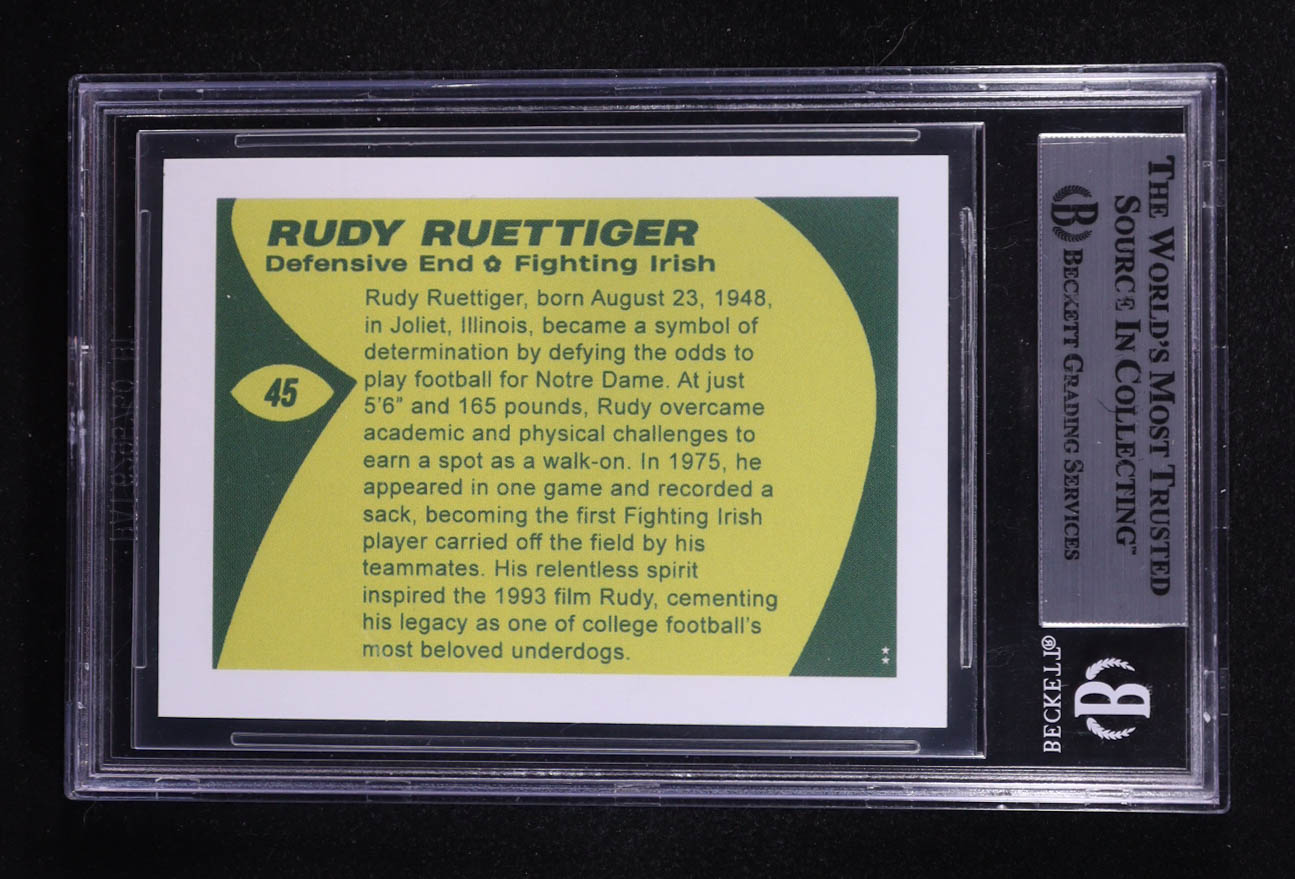 RUDY RUETTIGER
Defensive End ✿ Fighting Irish
Rudy Ruettiger, born August 23, 1948,
in Joliet, Illinois, became a symbol of
determination by defying the odds to
play football for Notre Dame. At just
5'6” and 165 pounds, Rudy overcame
academic and physical challenges to
earn a spot as a walk-on. In 1975, he
appeared in one game and recorded a
sack, becoming the first Fighting Irish
player carried off the field by his
teammates. His relentless spirit
inspired the 1993 film Rudy, cementing
his legacy as one of college football's
most beloved underdogs.
45
**
THE WORLD'S MOST TRUSTED
SOURCE IN COLLECTING™
B BECKETT GRADING SERVICES
BECKETT®
B